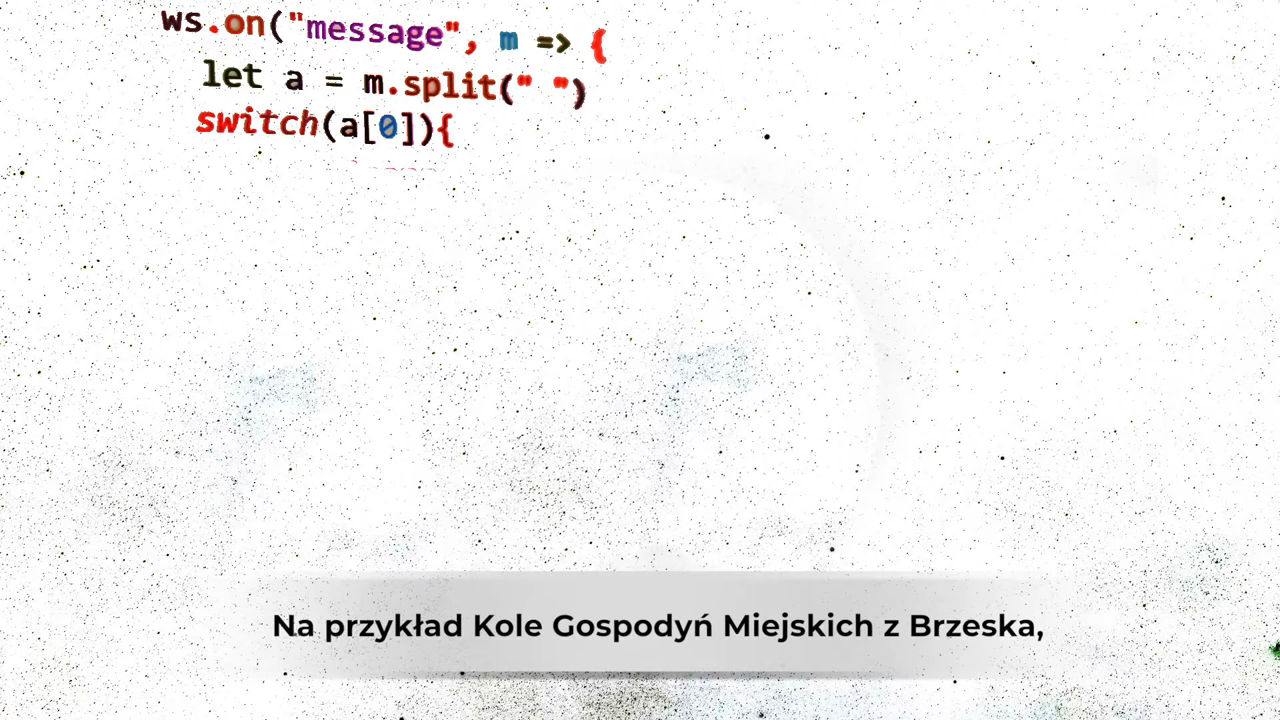 ws.on("message", m => {
let a = m.split(" ")
switch(a[0]){
Na przykład Kole Gospodyń Miejskich z Brzeska,